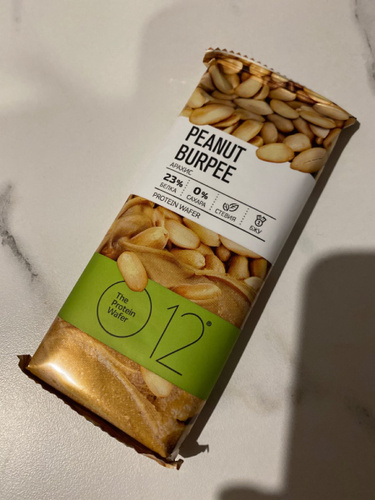 PEANUT
BURPEE
АРАХИС
23% 0%
БЕЛКА САХАРА СТЕВИЯ БЖУ
PROTEIN WAFER
The
Protein
Wafer
12